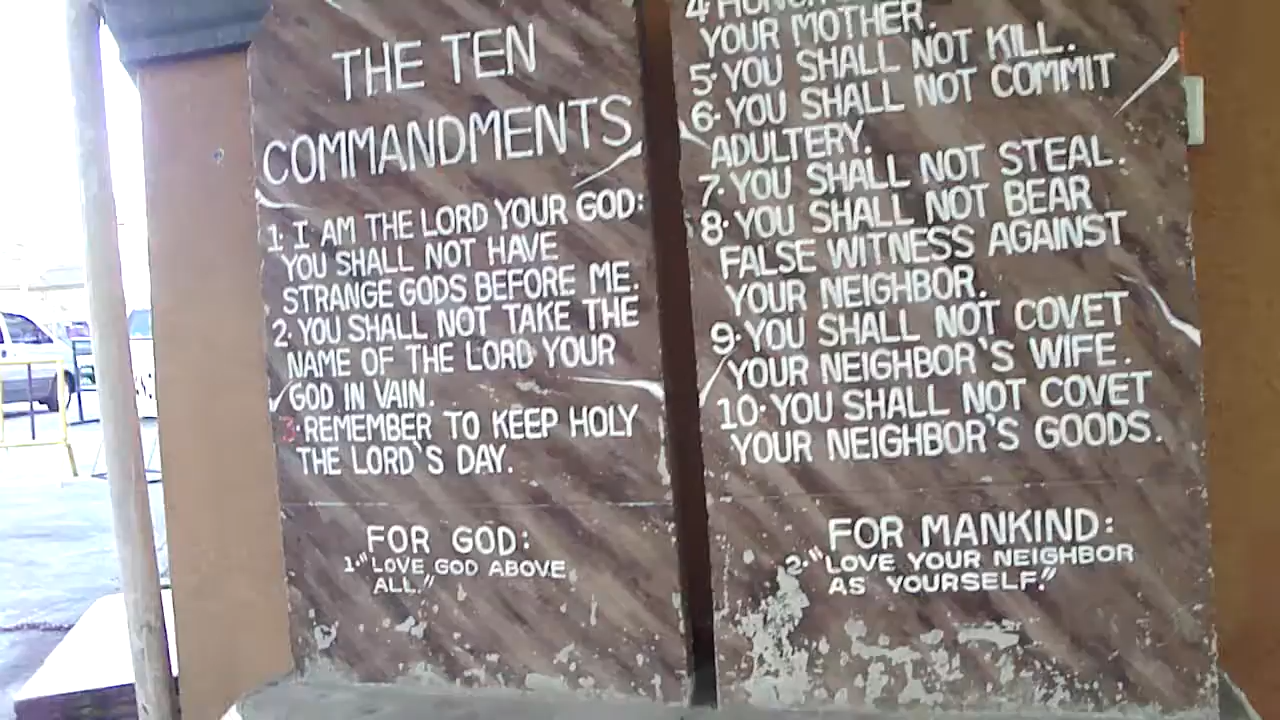 THE TEN
COMMANDMENTS
1. I AM THE LORD YOUR GOD:
YOU SHALL NOT HAVE
STRANGE GODS BEFORE ME.
2. YOU SHALL NOT TAKE THE
NAME OF THE LORD YOUR
GOD IN VAIN.
3. REMEMBER TO KEEP HOLY
THE LORD'S DAY.
FOR GOD:
1. "LOVE GOD ABOVE
ALL."
4 HONOR
YOUR MOTHER.
5. YOU SHALL NOT KILL.
6. YOU SHALL NOT COMMIT
ADULTERY.
7. YOU SHALL NOT STEAL.
8. YOU SHALL NOT BEAR
FALSE WITNESS AGAINST
YOUR NEIGHBOR.
9. YOU SHALL NOT COVET
YOUR NEIGHBOR'S WIFE.
10. YOU SHALL NOT COVET
YOUR NEIGHBOR'S GOODS.
FOR MANKIND:
2. "LOVE YOUR NEIGHBOR
AS YOURSELF."